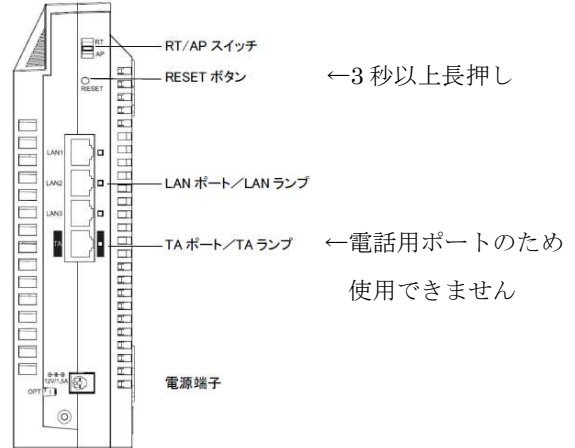 RT
AP
RT/AP スイッチ
RESET ボタン
←3 秒以上長押し
RESET
LAN1
LAN2
LAN ポート／LAN ランプ
LAN3
TA
TA ポート／TA ランプ
←電話用ポートのため
使用できません
12V/1.5A
電源端子
OPT